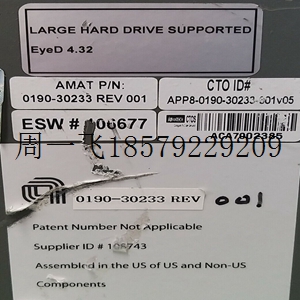 LARGE HARD DRIVE SUPPORTED
EyeD 4.32
AMAT P/N:
0190-30233 REV 001
CTO ID#
APP8-0190-30233-001v05
ESW # 106677
ACA7002385
周一飞18579229209
0190-30233 REV 001
Patent Number Not Applicable
Supplier ID # 108743
Assembled in the US of US and Non-US
Components